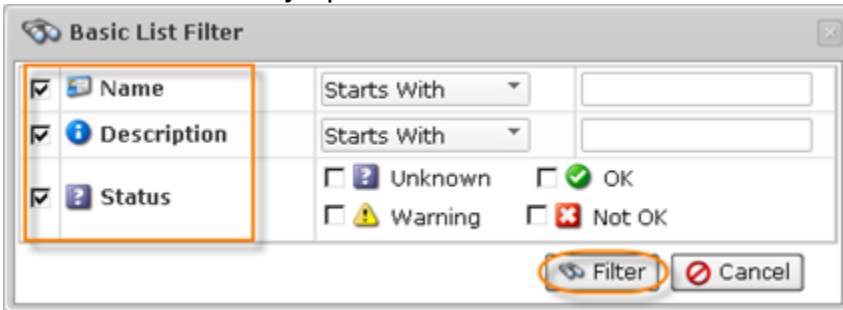 Basic List Filter
Name Starts With
Description Starts With
Unknown OK
Status
Warning Not OK
Filter Cancel